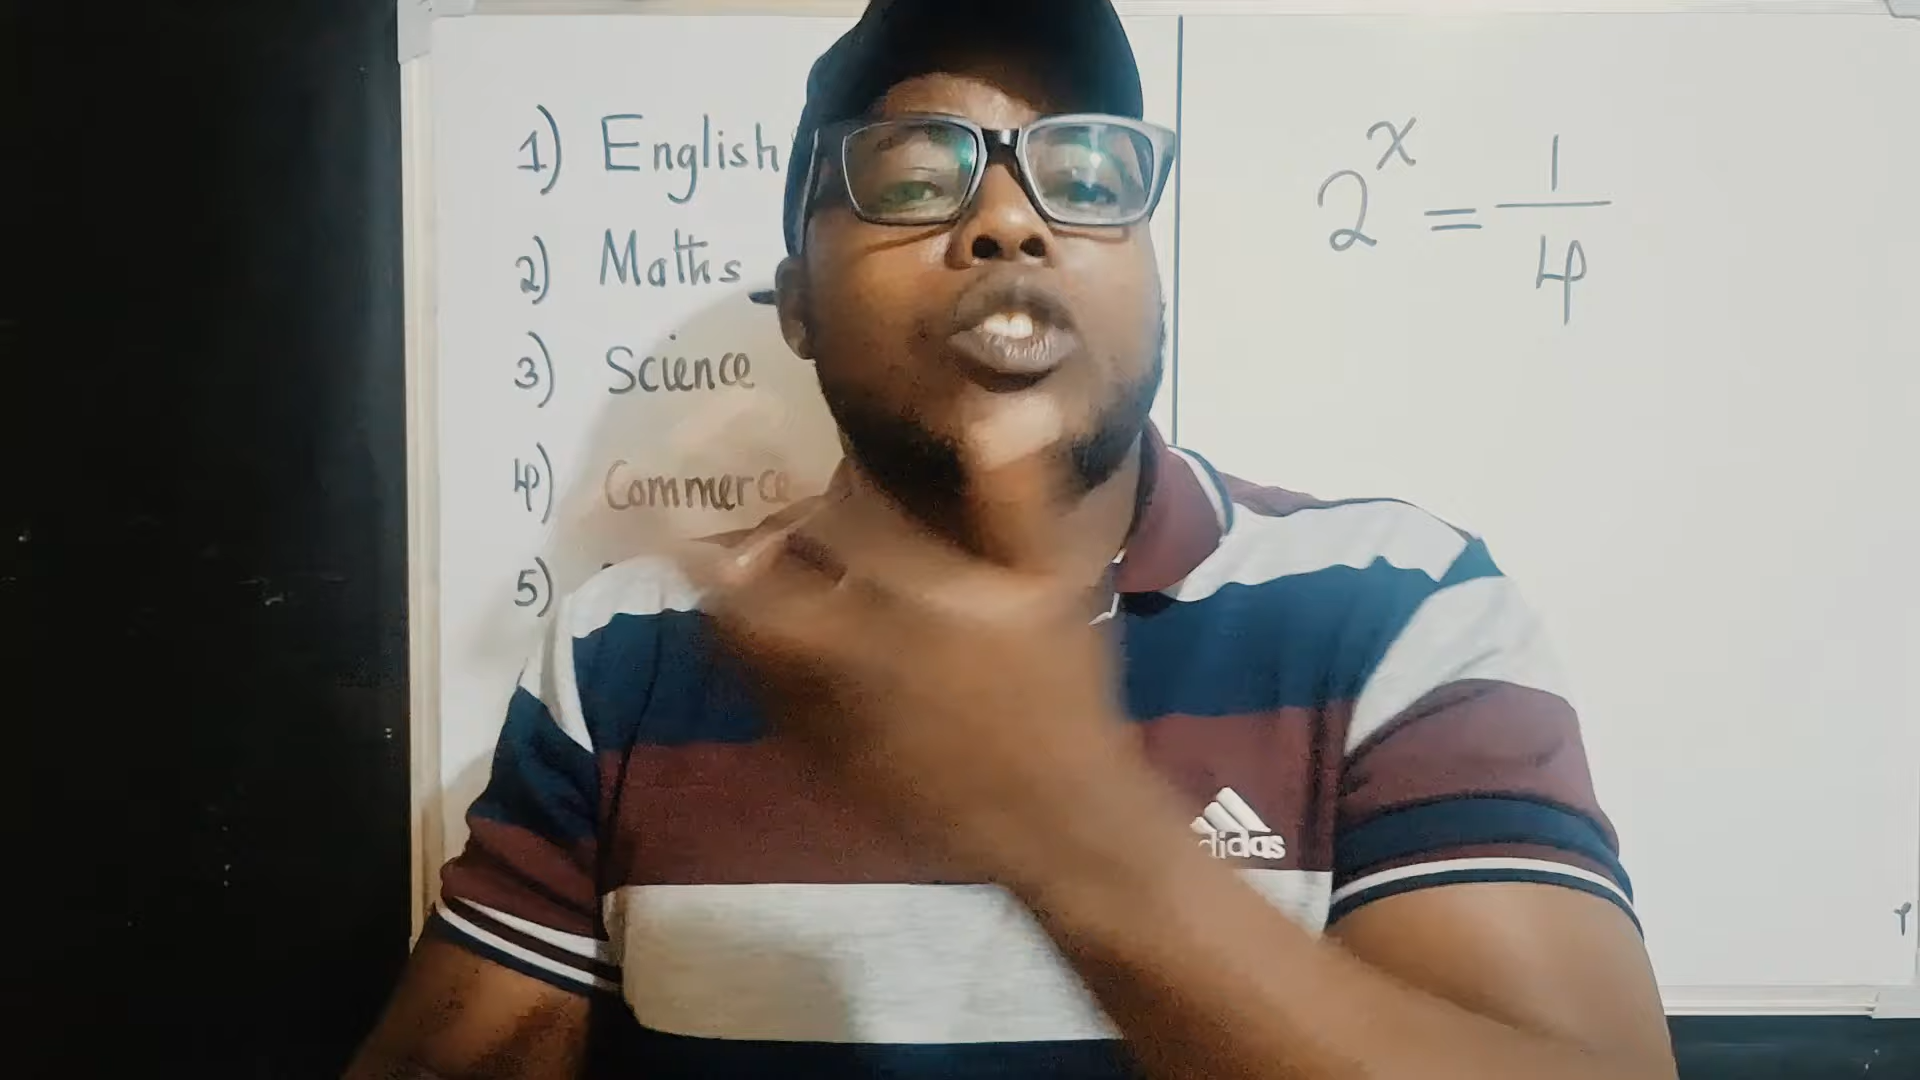 1) English
2) Maths
3) Science
4) Commerce
5)
2^x = 1/4
adidas